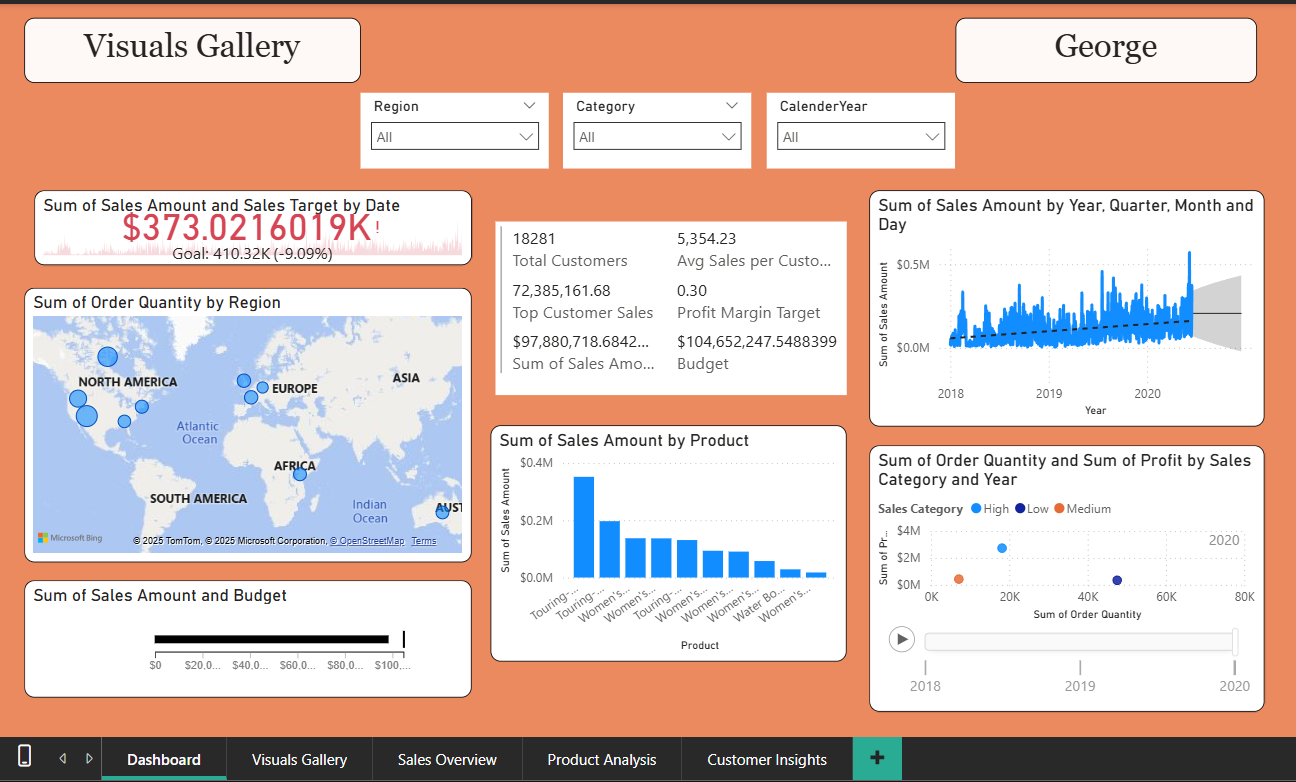 Visuals Gallery
George
Region
All
Category
All
CalenderYear
All
Sum of Sales Amount and Sales Target by Date
$373.0216019K!
Goal: 410.32K (-9.09%)
Sum of Order Quantity by Region
NORTH AMERICA
EUROPE
ASIA
Atlantic
Ocean
AFRICA
SOUTH AMERICA
Indian
Ocean
AUST
Microsoft Bing
© 2025 TomTom, © 2025 Microsoft Corporation, © OpenStreetMap Terms
Sum of Sales Amount and Budget
$0 $20,0... $40,0... $60,0... $80,0... $100,...
18281
Total Customers
5,354.23
Avg Sales per Custo...
72,385,161.68
Top Customer Sales
0.30
Profit Margin Target
$97,880,718.6842...
Sum of Sales Amo...
$104,652,247.5488399
Budget
Sum of Sales Amount by Product
Sum of Sales Amount
$0.4M
$0.2M
$0.0M
Touring-... Touring-... Women's... Women's... Touring-... Women's... Women's... Women's... Water Bo... Women's...
Product
Sum of Sales Amount by Year, Quarter, Month and
Day
Sum of Sales Amount
$0.5M
$0.0M
2018 2019 2020
Year
Sum of Order Quantity and Sum of Profit by Sales
Category and Year
Sales Category High Low Medium
Sum of Pr...
$4M
$2M
$0M
2020
0K 20K 40K 60K 80K
Sum of Order Quantity
2018 2019 2020
Dashboard
Visuals Gallery
Sales Overview
Product Analysis
Customer Insights
+